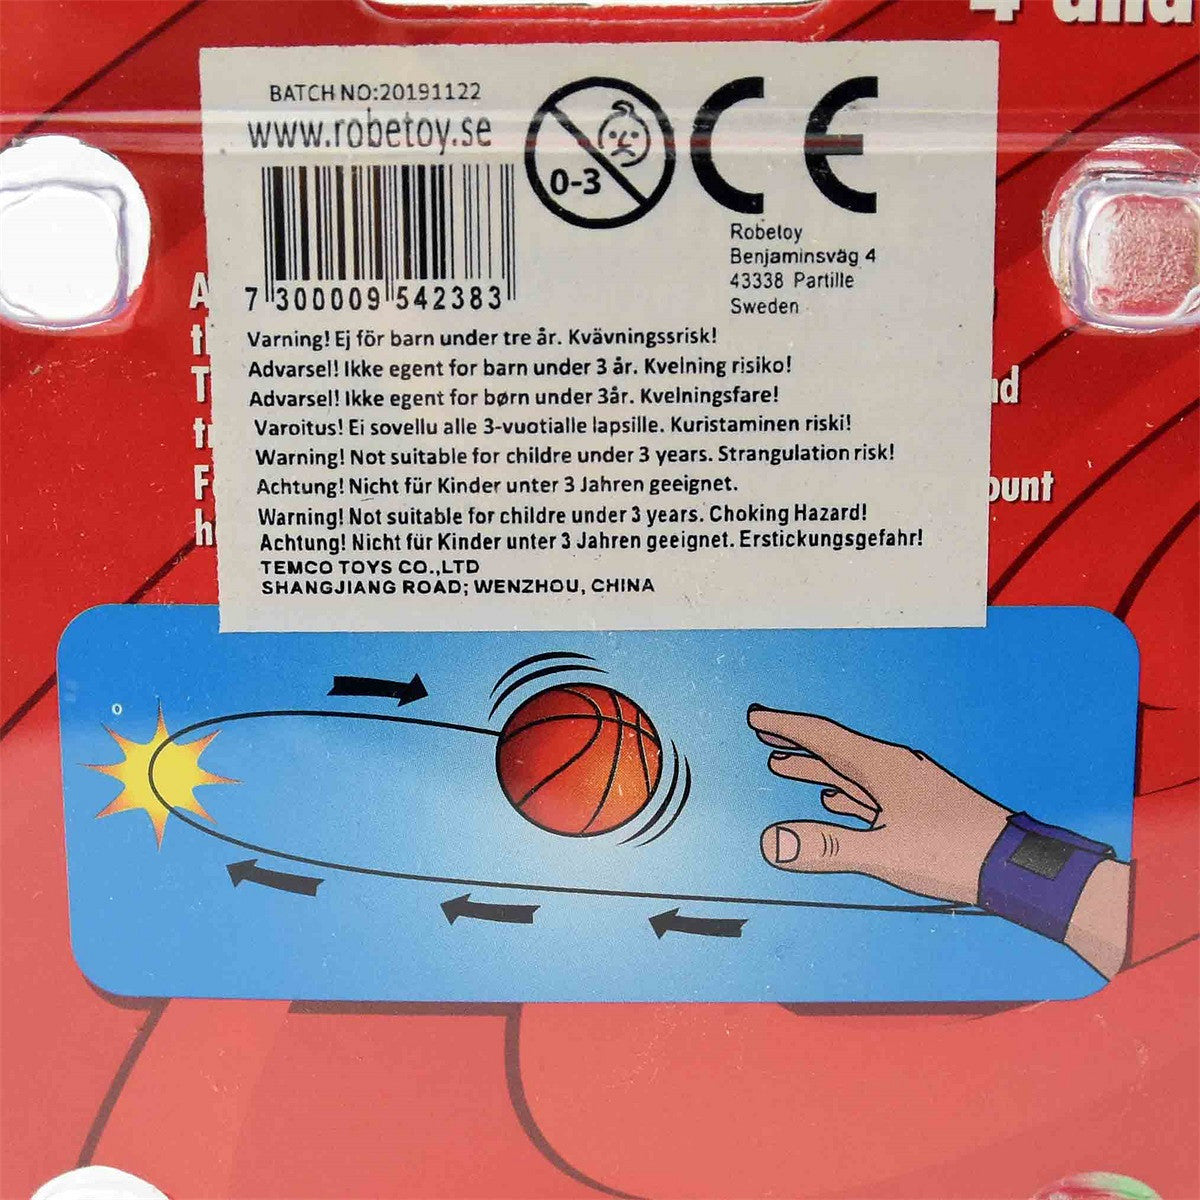 4 and
BATCH NO:20191122
www.robetoy.se
0-3
CE
7 300009 542383
Robetoy
Benjaminsväg 4
43338 Partille
Sweden
Varning! Ej för barn under tre år. Kvävningssrisk!
Advarsel! Ikke egent for barn under 3 år. Kvelning risiko!
Advarsel! Ikke egent for børn under 3år. Kvelningsfare!
Varoitus! Ei sovellu alle 3-vuotialle lapsille. Kuristaminen riski!
Warning! Not suitable for childre under 3 years. Strangulation risk!
Achtung! Nicht für Kinder unter 3 Jahren geeignet.
Warning! Not suitable for childre under 3 years. Choking Hazard!
Achtung! Nicht für Kinder unter 3 Jahren geeignet. Erstickungsgefahr!
TEMCO TOYS CO.,LTD
SHANGJIANG ROAD; WENZHOU, CHINA